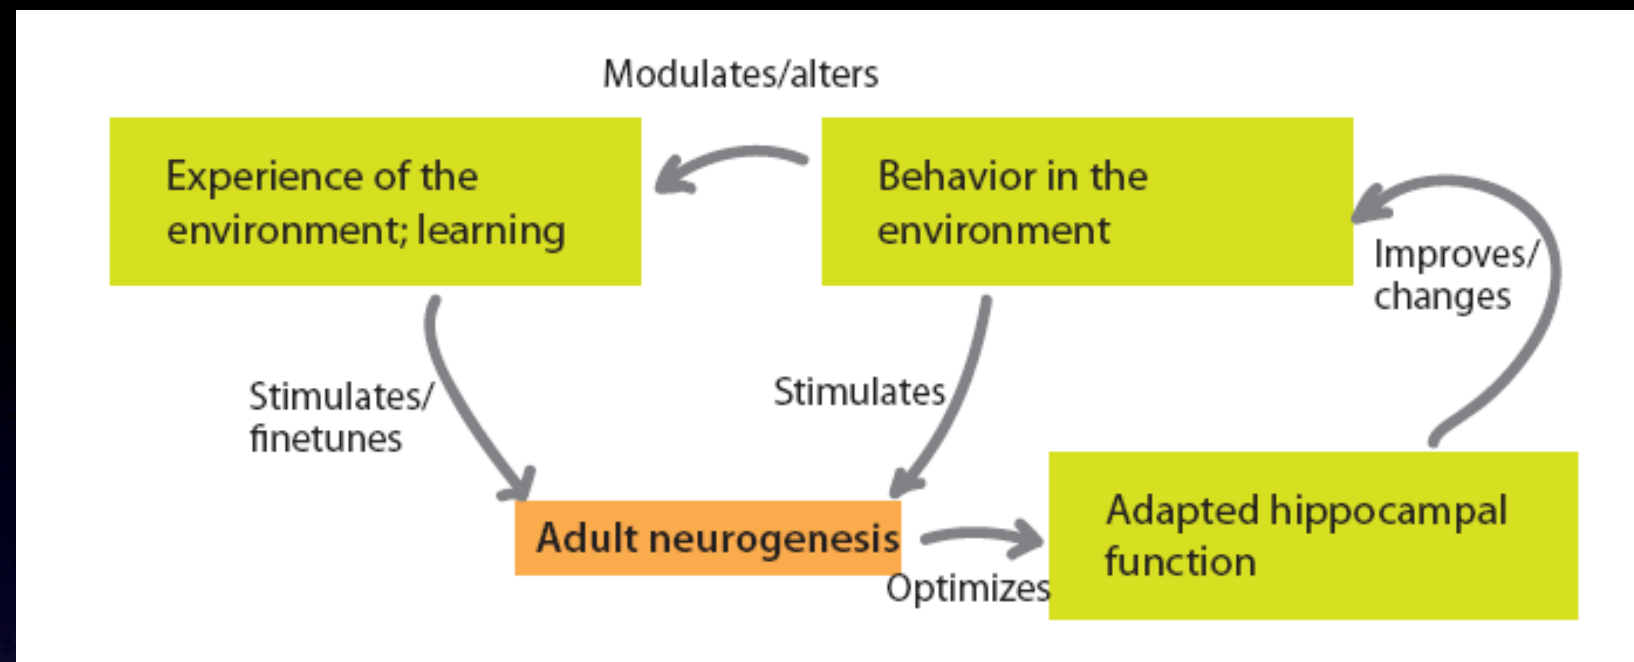 Modulates/alters
Experience of the
environment; learning
Behavior in the
environment
Improves/
changes
Stimulates/
finetunes
Stimulates
Adult neurogenesis
Optimizes
Adapted hippocampal
function